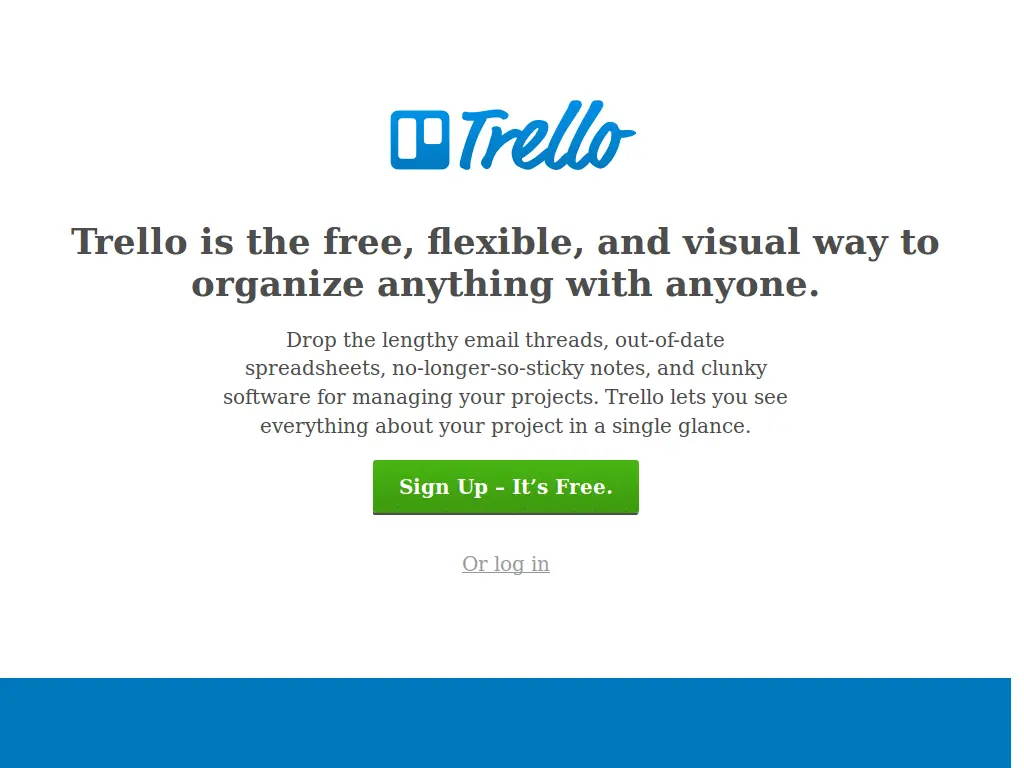 Trello
Trello is the free, flexible, and visual way to
organize anything with anyone.
Drop the lengthy email threads, out-of-date
spreadsheets, no-longer-so-sticky notes, and clunky
software for managing your projects. Trello lets you see
everything about your project in a single glance.
Sign Up – It’s Free.
Or log in